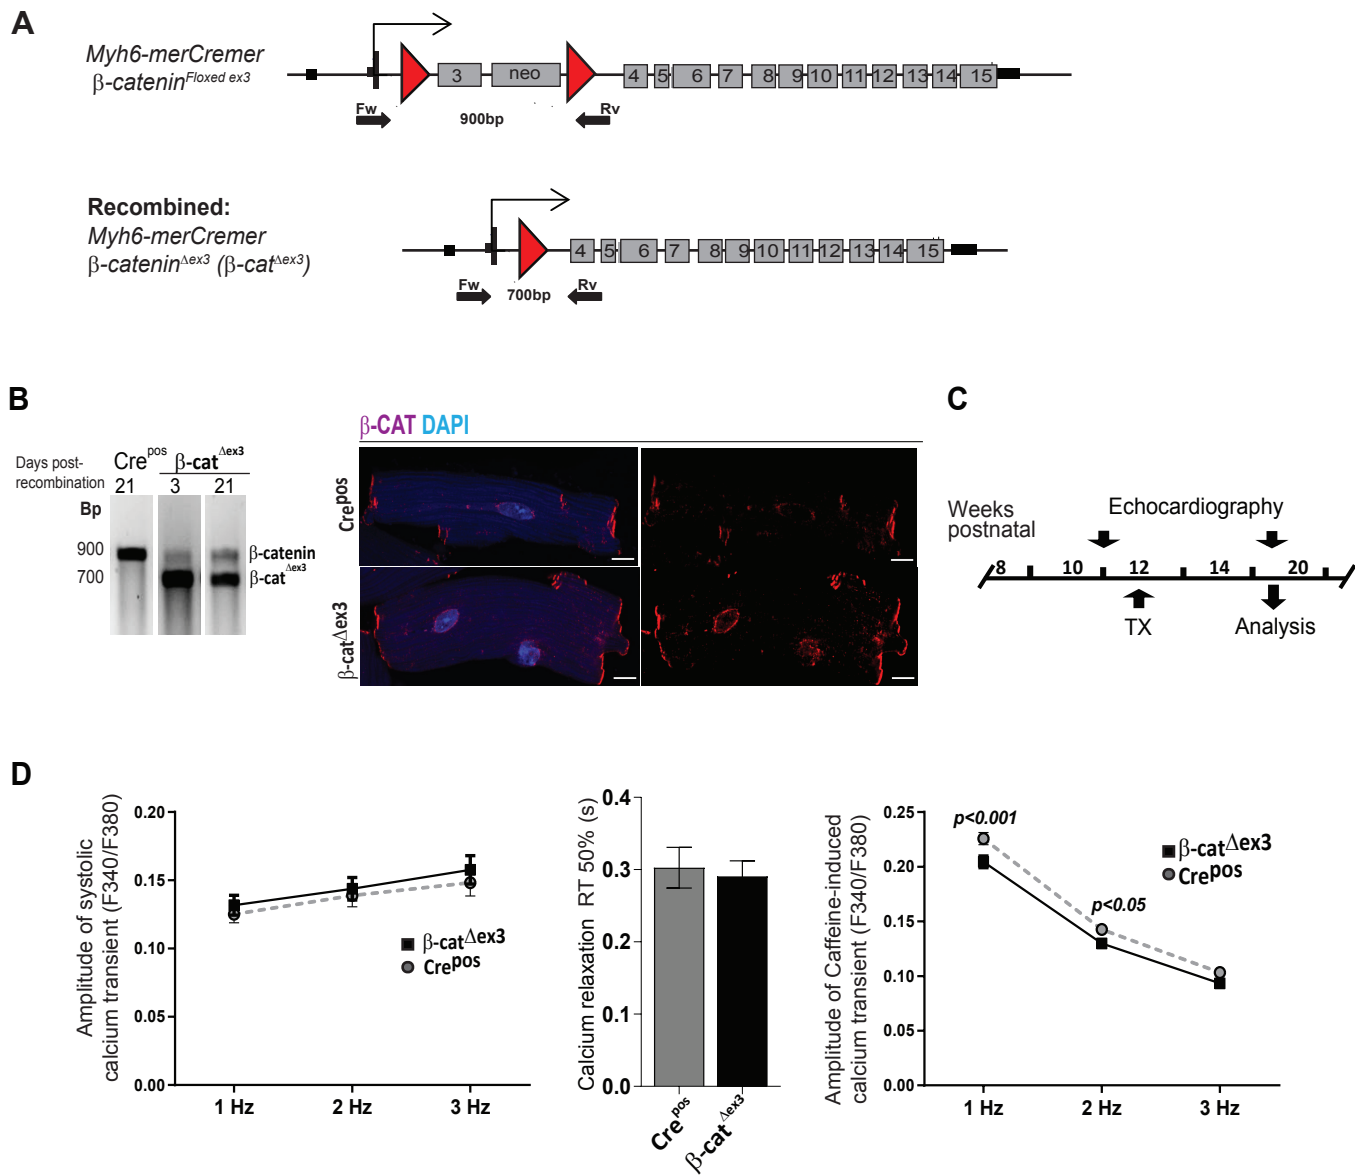 A
Myh6-merCremer
β-catenin^Floxed ex3
3 neo 4 5 6 7 8 9 10 11 12 13 14 15
Fw 900bp Rv
Recombined:
Myh6-merCremer
β-catenin^Δex3 (β-cat^Δex3)
4 5 6 7 8 9 10 11 12 13 14 15
Fw 700bp Rv
B
Days post-
recombination
Cre^pos β-cat^Δex3
21 3 21
Bp
900 β-catenin
700 β-cat^Δex3
β-CAT DAPI
Cre^pos
β-cat^Δex3
C
Weeks
postnatal
Echocardiography
8 10 12 14 20
TX Analysis
D
Amplitude of systolic
calcium transient (F340/F380)
0.20
0.15
0.10
0.05
0.00
β-cat^Δex3
Cre^pos
1 Hz 2 Hz 3 Hz
Calcium relaxation RT 50% (s)
0.4
0.3
0.2
0.1
0.0
Cre^pos
β-cat^Δex3
Amplitude of Caffeine-induced
calcium transient (F340/F380)
0.25
0.20
0.15
0.10
0.05
0.00
p<0.001
p<0.05
β-cat^Δex3
Cre^pos
1 Hz 2 Hz 3 Hz